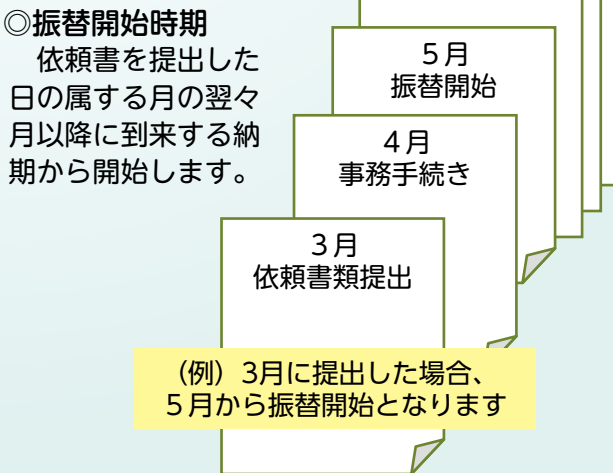 ◎振替開始時期
　依頼書を提出した
日の属する月の翌々
月以降に到来する納
期から開始します。
５月
振替開始
４月
事務手続き
３月
依頼書類提出
（例）3月に提出した場合、
５月から振替開始となります